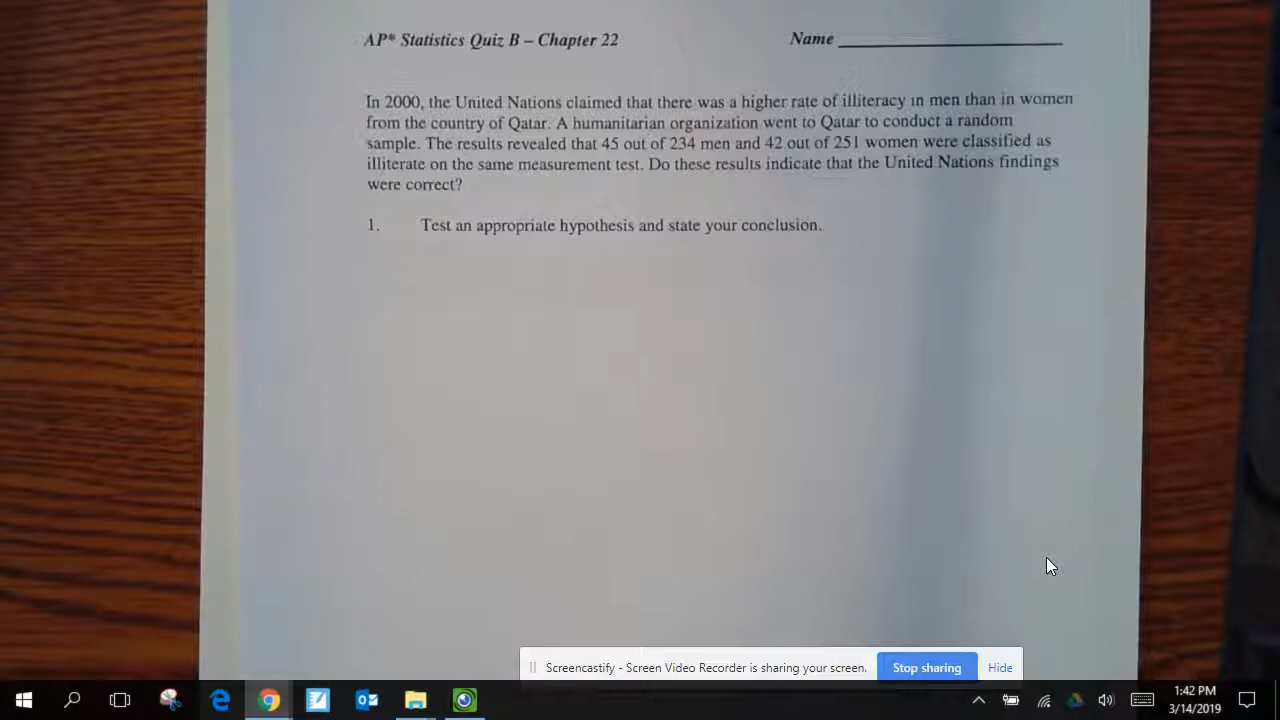 AP* Statistics Quiz B – Chapter 22 Name
In 2000, the United Nations claimed that there was a higher rate of illiteracy in men than in women
from the country of Qatar. A humanitarian organization went to Qatar to conduct a random
sample. The results revealed that 45 out of 234 men and 42 out of 251 women were classified as
illiterate on the same measurement test. Do these results indicate that the United Nations findings
were correct?
1. Test an appropriate hypothesis and state your conclusion.
Screencastify - Screen Video Recorder is sharing your screen. Stop sharing Hide
1:42 PM
3/14/2019